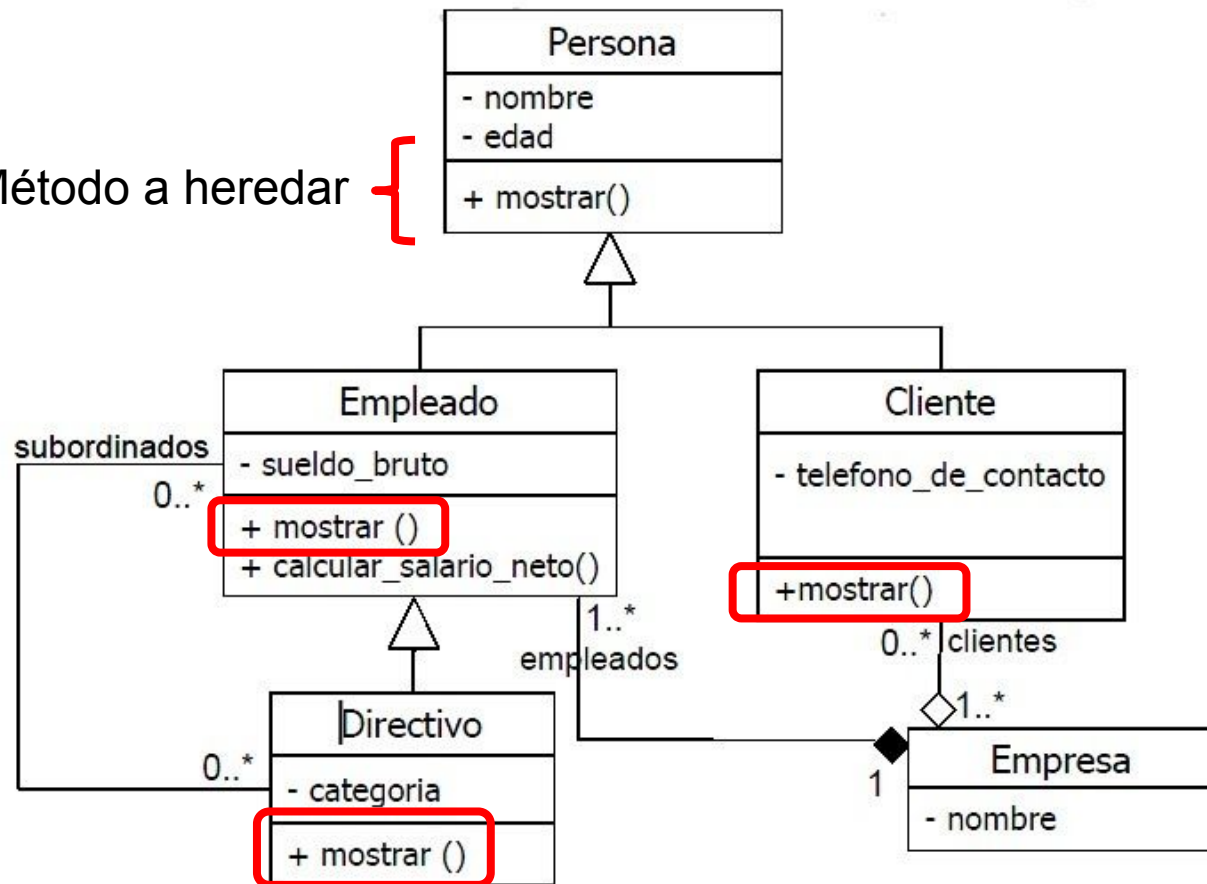 Persona
- nombre
- edad
Método a heredar
+ mostrar()
Empleado
- sueldo_bruto
+ mostrar ()
+ calcular_salario_neto()
Cliente
- telefono_de_contacto
+mostrar()
subordinados
0..*
1..*
empleados
0..* clientes
1..*
Directivo
- categoria
+ mostrar ()
0..*
1
Empresa
- nombre